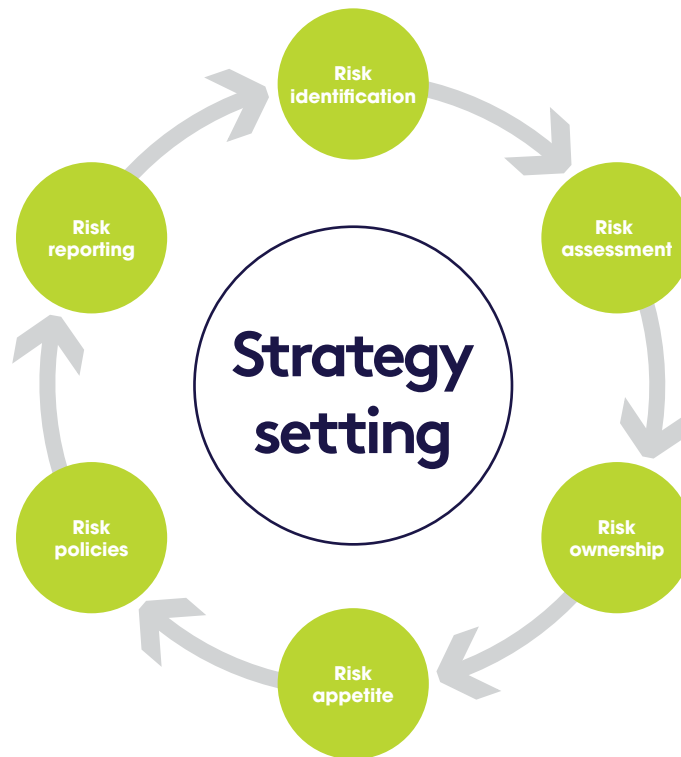 Risk
identification
Risk
assessment
Risk
ownership
Risk
appetite
Risk
policies
Risk
reporting
Strategy
setting